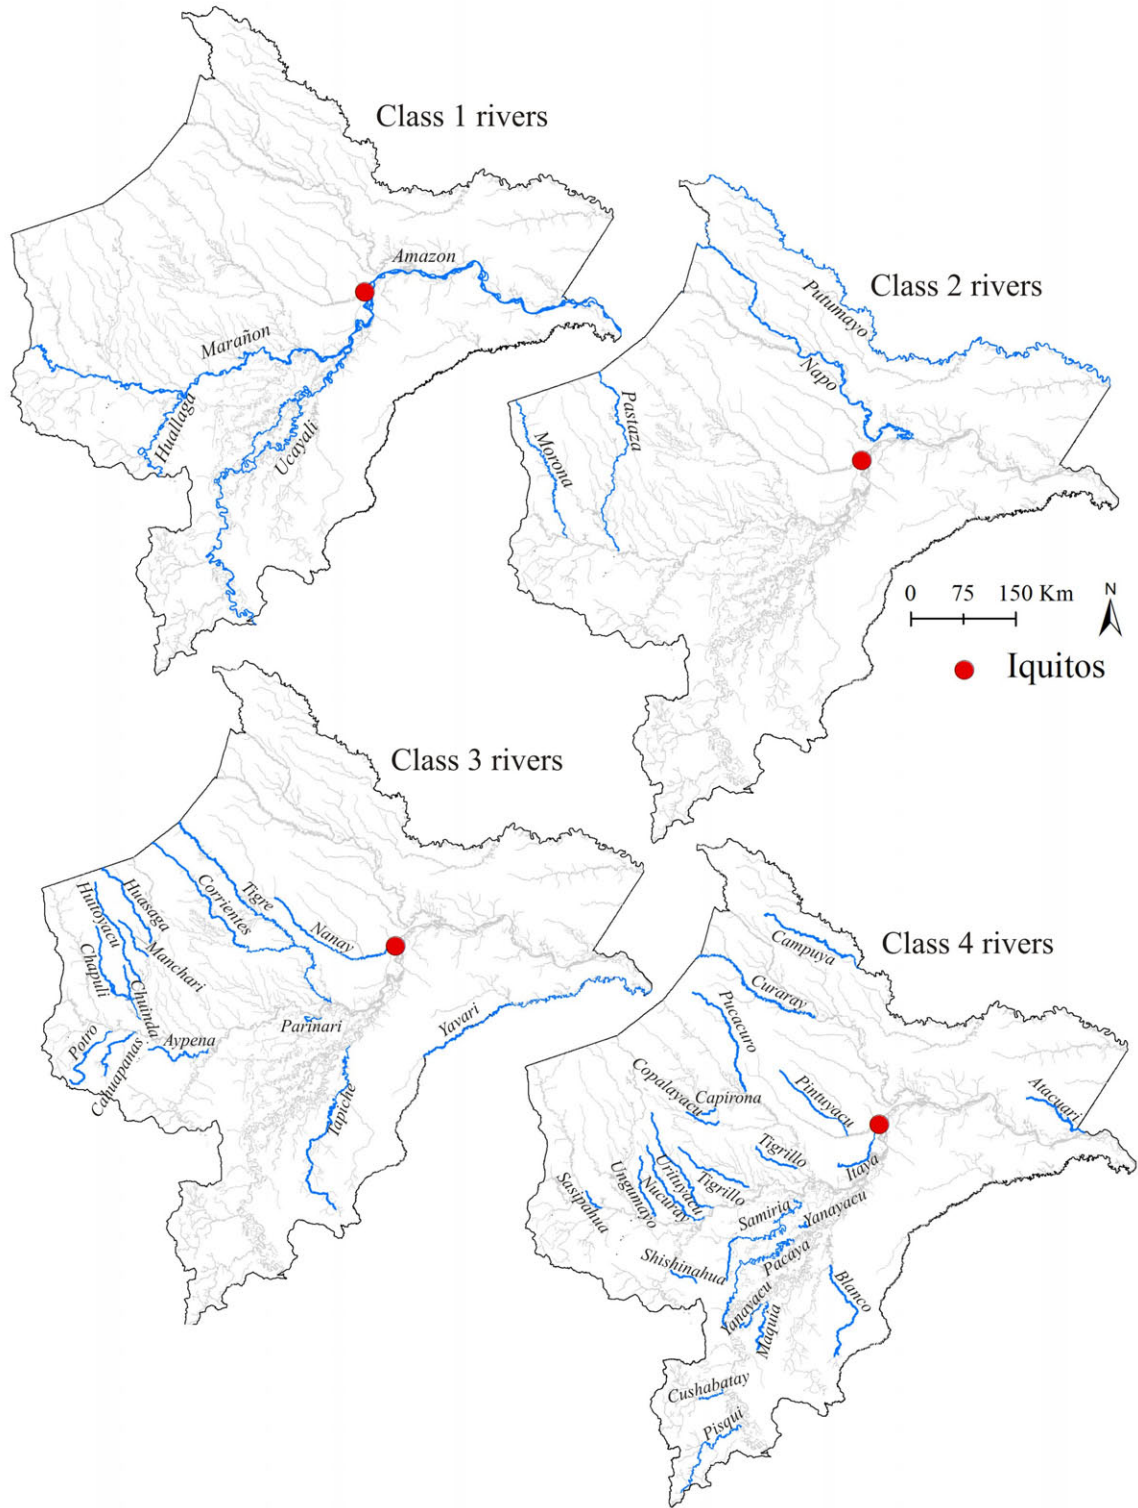 Class 1 rivers
Amazon
Marañon
Huallaga
Ucayali
Class 2 rivers
Putumayo
Napo
Pastaza
Morona
0 75 150 Km
N
Iquitos
Class 3 rivers
Tigre
Corrientes
Nanay
Huasaga
Huitoyacu
Manchari
Chapuli
Chuinda
Potro
Cahuapanas
Aypena
Parinari
Yavari
Tapiche
Class 4 rivers
Campuya
Curaray
Pucacuro
Copalayacu
Capirona
Pintuyacu
Atacuari
Tigrillo
Itaya
Urituyacu
Tigrillo
Nucuray
Ungumayo
Sasipahua
Samiria
Yanayacu
Pacaya
Shishinahua
Yanayacu
Maquia
Blanco
Cushabatay
Pisqui